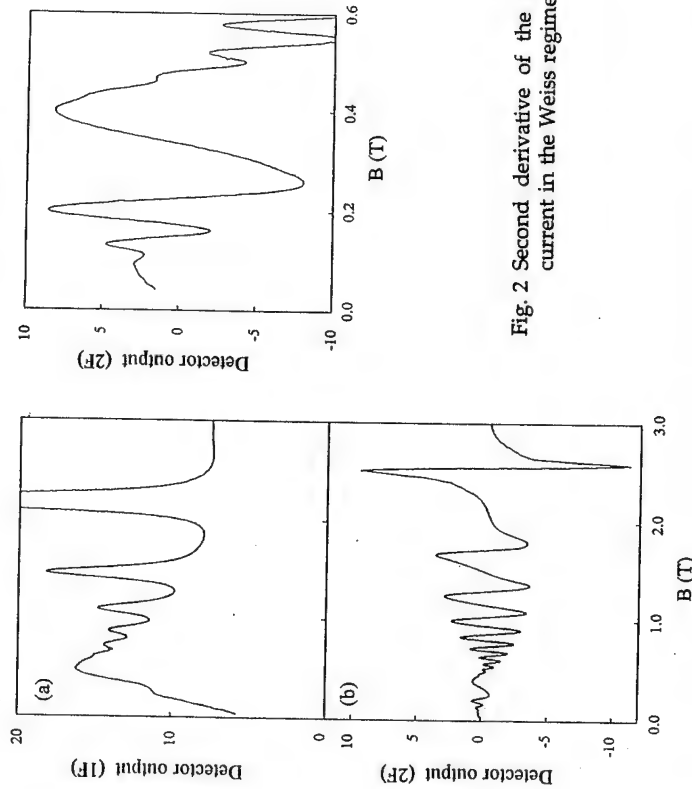 (a)
20
10
0
Detector output (1F)
(b)
10
5
0
-5
-10
Detector output (2F)
0.0
1.0
2.0
3.0
B (T)
10
5
0
-5
-10
Detector output (2F)
0.0
0.2
0.4
0.6
B (T)
Fig. 2 Second derivative of the
current in the Weiss regime